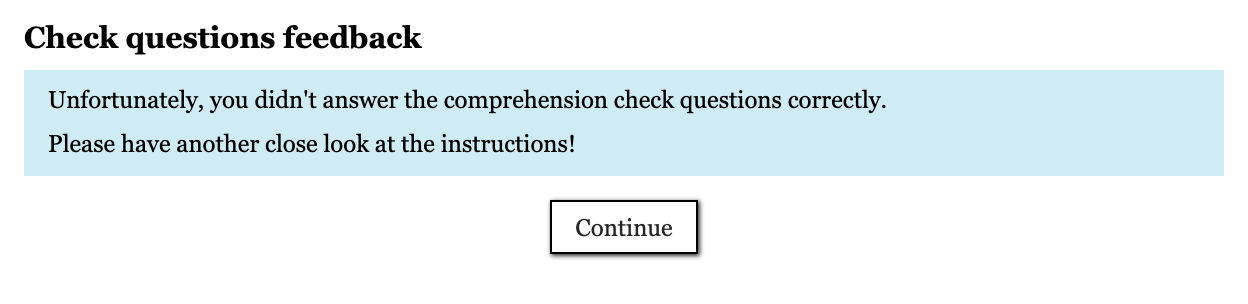 Check questions feedback
Unfortunately, you didn't answer the comprehension check questions correctly.
Please have another close look at the instructions!
Continue